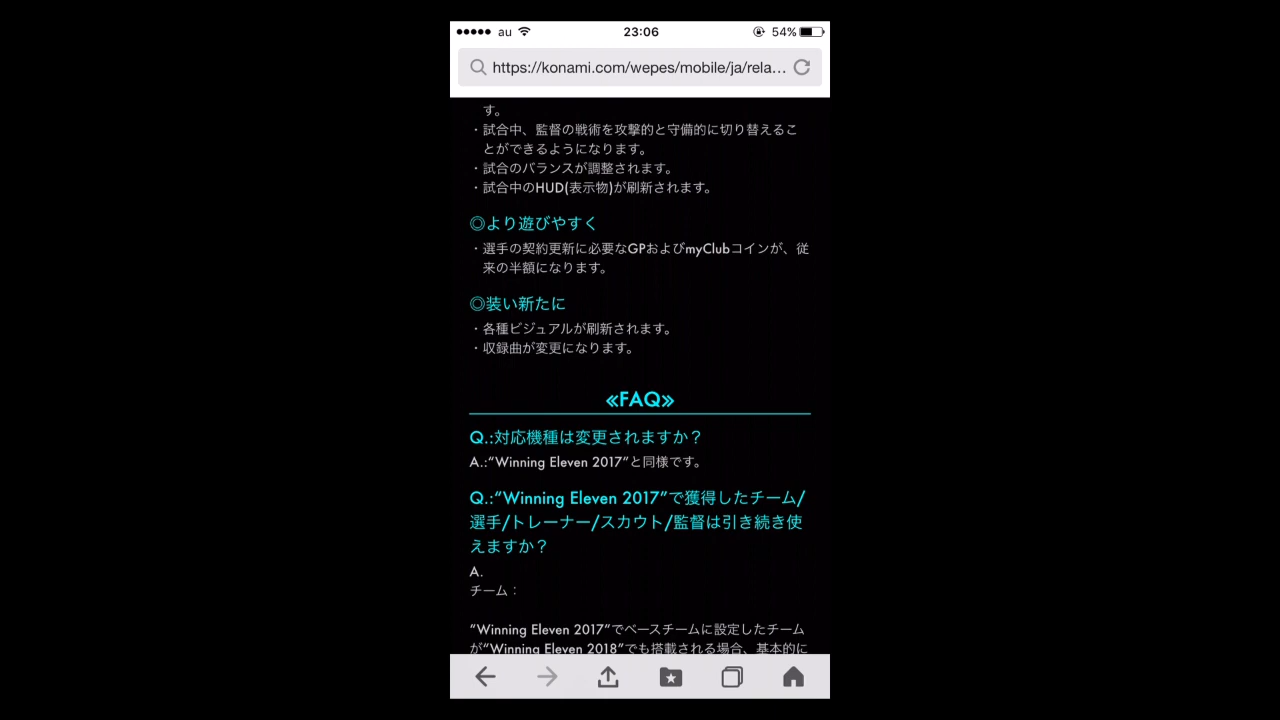 au 23:06 54%
https://konami.com/wepes/mobile/ja/rela…
す。
・試合中、監督の戦術を攻撃的と守備的に切り替えるこ
とができるようになります。
・試合のバランスが調整されます。
・試合中のHUD(表示物)が刷新されます。
◎より遊びやすく
・選手の契約更新に必要なGPおよびmyClubコインが、従
来の半額になります。
◎装い新たに
・各種ビジュアルが刷新されます。
・収録曲が変更になります。
≪FAQ≫
Q.:対応機種は変更されますか？
A.:“Winning Eleven 2017”と同様です。
Q.:“Winning Eleven 2017”で獲得したチーム/
選手/トレーナー/スカウト/監督は引き続き使
えますか？
A.
チーム：
“Winning Eleven 2017”でベースチームに設定したチーム
が“Winning Eleven 2018”でも搭載される場合、基本的に